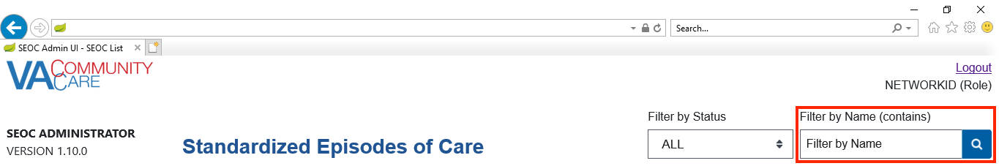 Search...
SEOC Admin UI - SEOC List
VA COMMUNITY CARE
Logout
NETWORKID (Role)
Filter by Status
Filter by Name (contains)
SEOC ADMINISTRATOR
VERSION 1.10.0
Standardized Episodes of Care
ALL
Filter by Name